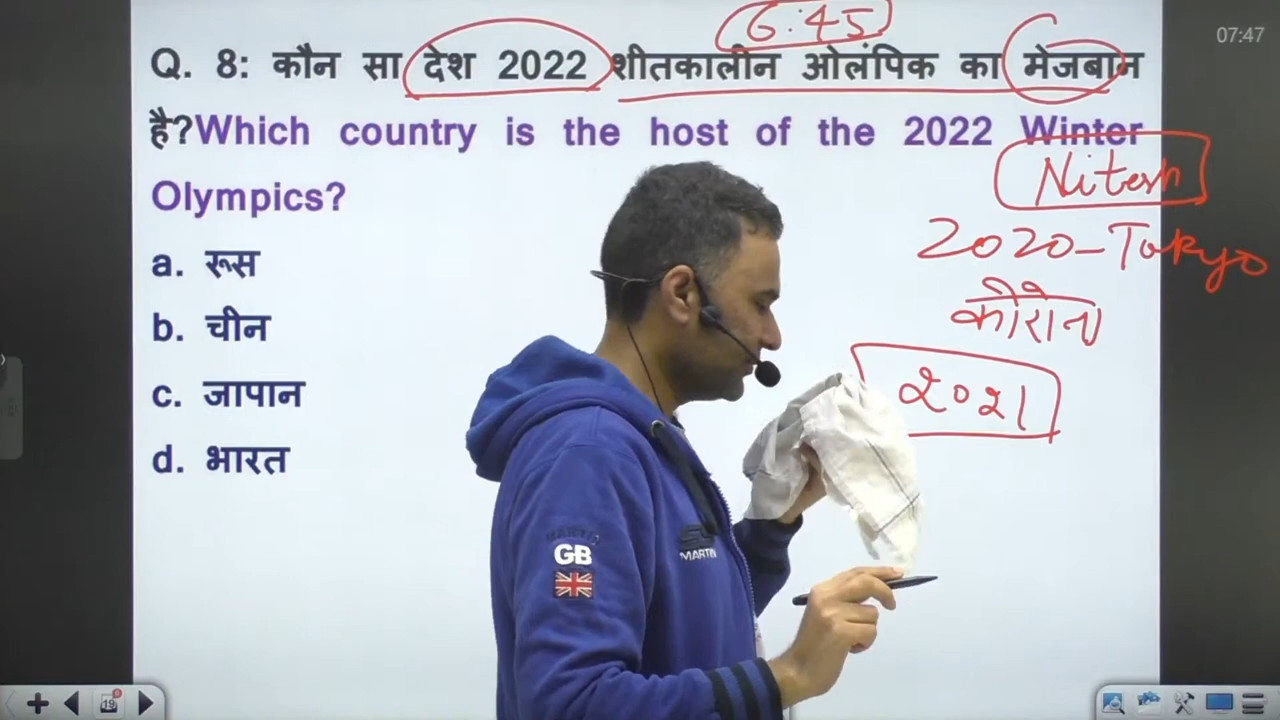 07:47
6:45
Q. 8: कौन सा देश 2022 शीतकालीन ओलंपिक का मेजबान
है?Which country is the host of the 2022 Winter
Olympics?
Nitesh
2020-Tokyo
a. रूस
b. चीन
कोरोना
c. जापान
2021
d. भारत
GB
MARTIN
19